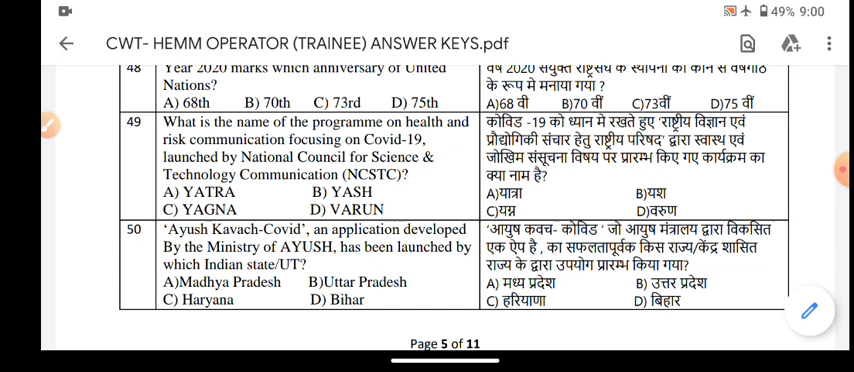 49% 9:00
CWT- HEMM OPERATOR (TRAINEE) ANSWER KEYS.pdf
48 Year 2020 marks which anniversary of United
Nations?
A) 68th B) 70th C) 73rd D) 75th
वर्ष 2020 संयुक्त राष्ट्रसंघ के स्थापना की कौन से वर्षगांठ
के रूप मे मनाया गया ?
A)68 वी B)70 वीं C)73वीं D)75 वीं
49 What is the name of the programme on health and
risk communication focusing on Covid-19,
launched by National Council for Science &
Technology Communication (NCSTC)?
A) YATRA B) YASH
C) YAGNA D) VARUN
कोविड -19 को ध्यान मे रखते हुए ‘राष्ट्रीय विज्ञान एवं
प्रौद्योगिकी संचार हेतु राष्ट्रीय परिषद’ द्वारा स्वास्थ एवं
जोखिम संसूचना विषय पर प्रारम्भ किए गए कार्यक्रम का
क्या नाम है?
A)यात्रा B)यश
C)यज्ञ D)वरुण
50 ‘Ayush Kavach-Covid’, an application developed
By the Ministry of AYUSH, has been launched by
which Indian state/UT?
A)Madhya Pradesh B)Uttar Pradesh
C) Haryana D) Bihar
‘आयुष कवच- कोविड ‘ जो आयुष मंत्रालय द्वारा विकसित
एक ऐप है , का सफलतापूर्वक किस राज्य/केंद्र शासित
राज्य के द्वारा उपयोग प्रारम्भ किया गया?
A) मध्य प्रदेश B) उत्तर प्रदेश
C) हरियाणा D) बिहार
Page 5 of 11